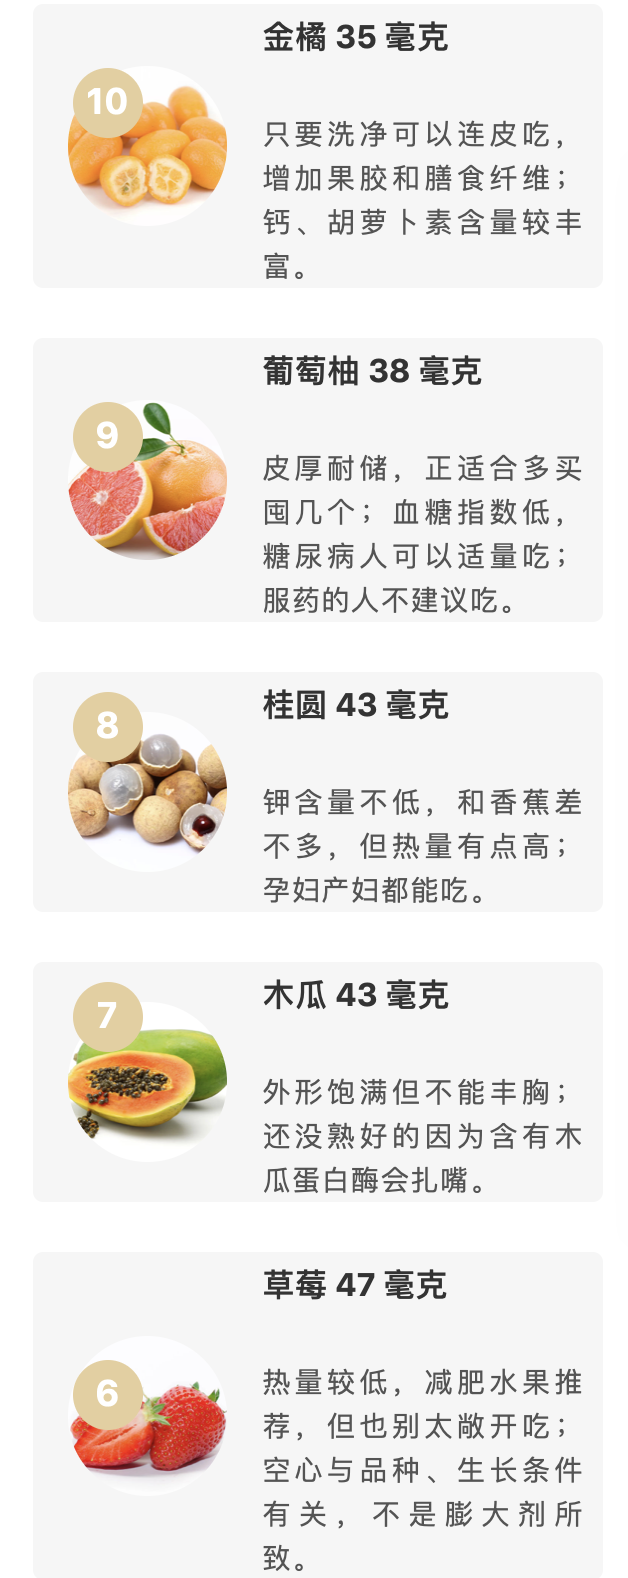 金橘 35 毫克
10
只要洗净可以连皮吃，
增加果胶和膳食纤维；
钙、胡萝卜素含量较丰
富。
葡萄柚 38 毫克
9
皮厚耐储，正适合多买
囤几个；血糖指数低，
糖尿病人可以适量吃；
服药的人不建议吃。
桂圆 43 毫克
8
钾含量不低，和香蕉差
不多，但热量有点高；
孕妇产妇都能吃。
木瓜 43 毫克
7
外形饱满但不能丰胸；
还没熟好的因为含有木
瓜蛋白酶会扎嘴。
草莓 47 毫克
6
热量较低，减肥水果推
荐，但也别太敞开吃；
空心与品种、生长条件
有关，不是膨大剂所
致。